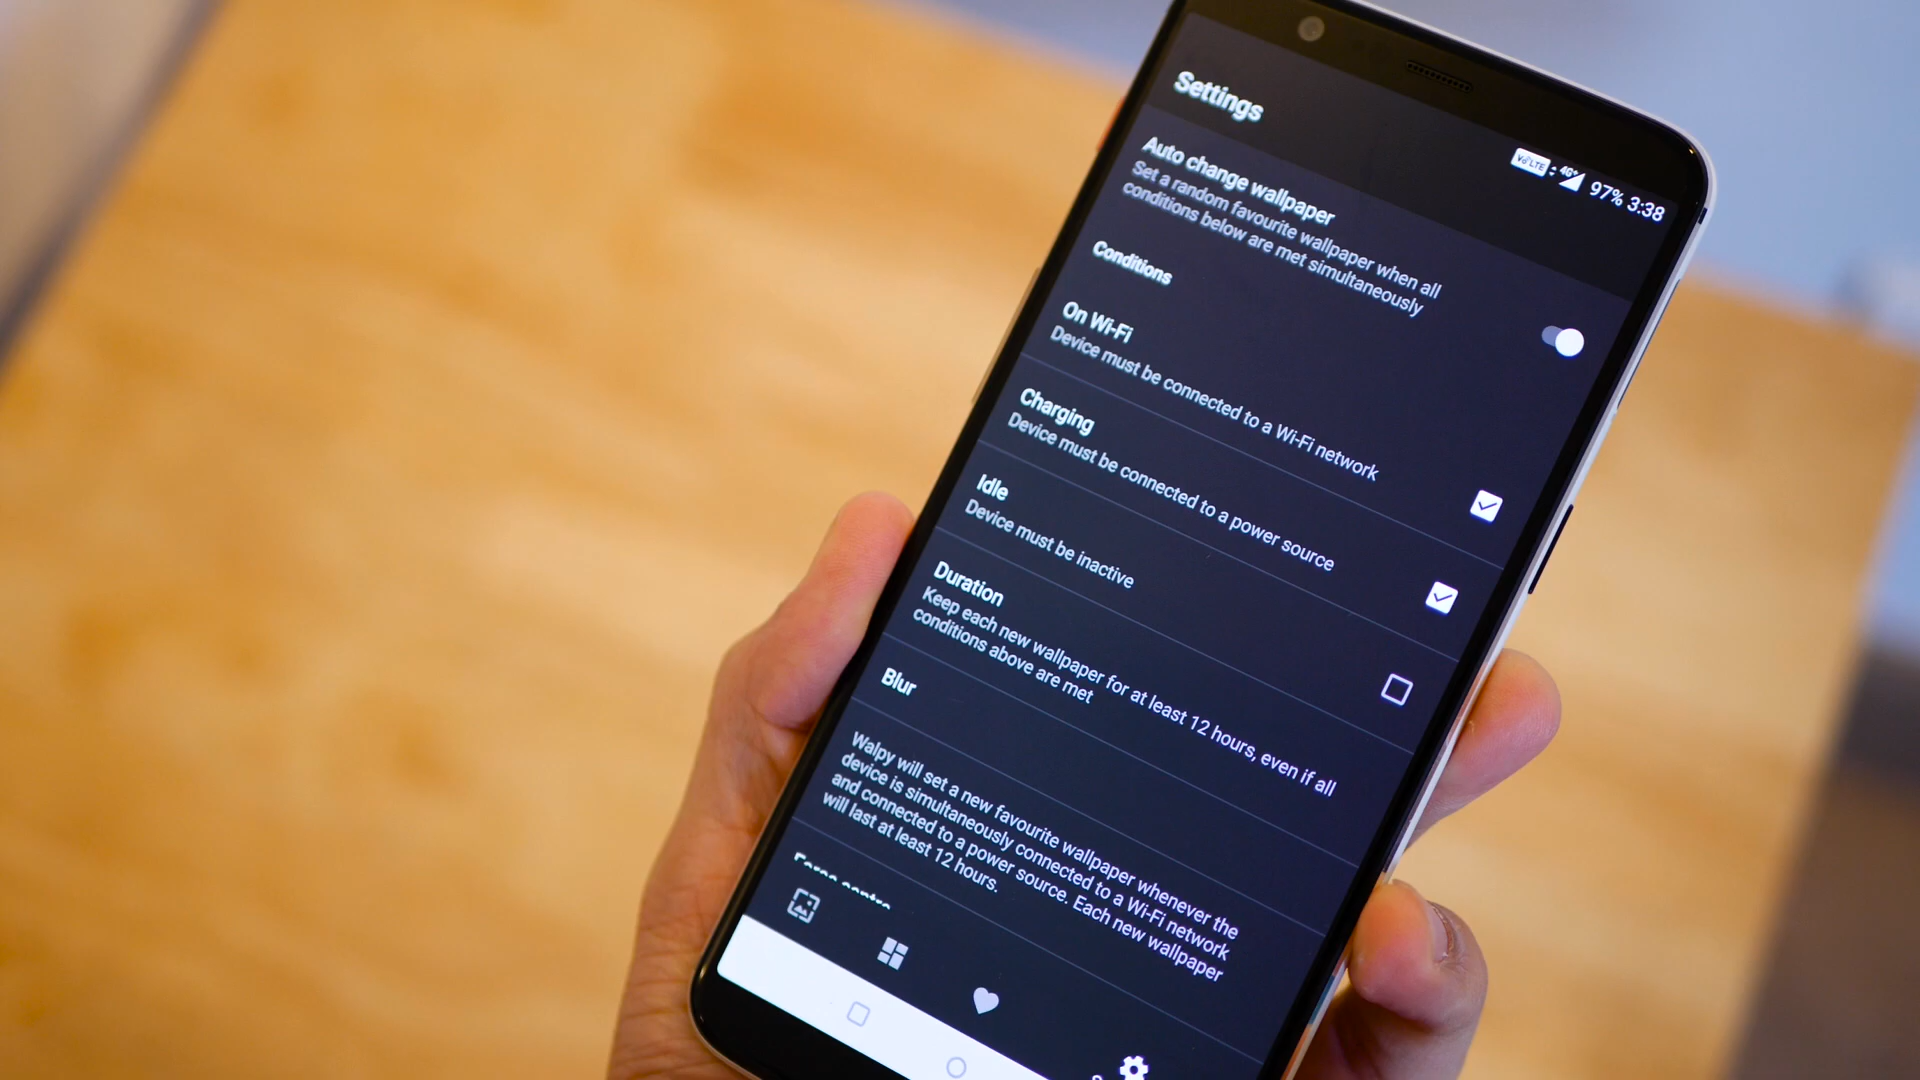 VoLTE 4G+ 97% 3:38
Settings
Auto change wallpaper
Set a random favourite wallpaper when all
conditions below are met simultaneously
Conditions
On Wi-Fi
Device must be connected to a Wi-Fi network
Charging
Device must be connected to a power source
Idle
Device must be inactive
Duration
Keep each new wallpaper for at least 12 hours, even if all
conditions above are met
Blur
Walpy will set a new favourite wallpaper whenever the
device is simultaneously connected to a Wi-Fi network
and connected to a power source. Each new wallpaper
will last at least 12 hours.